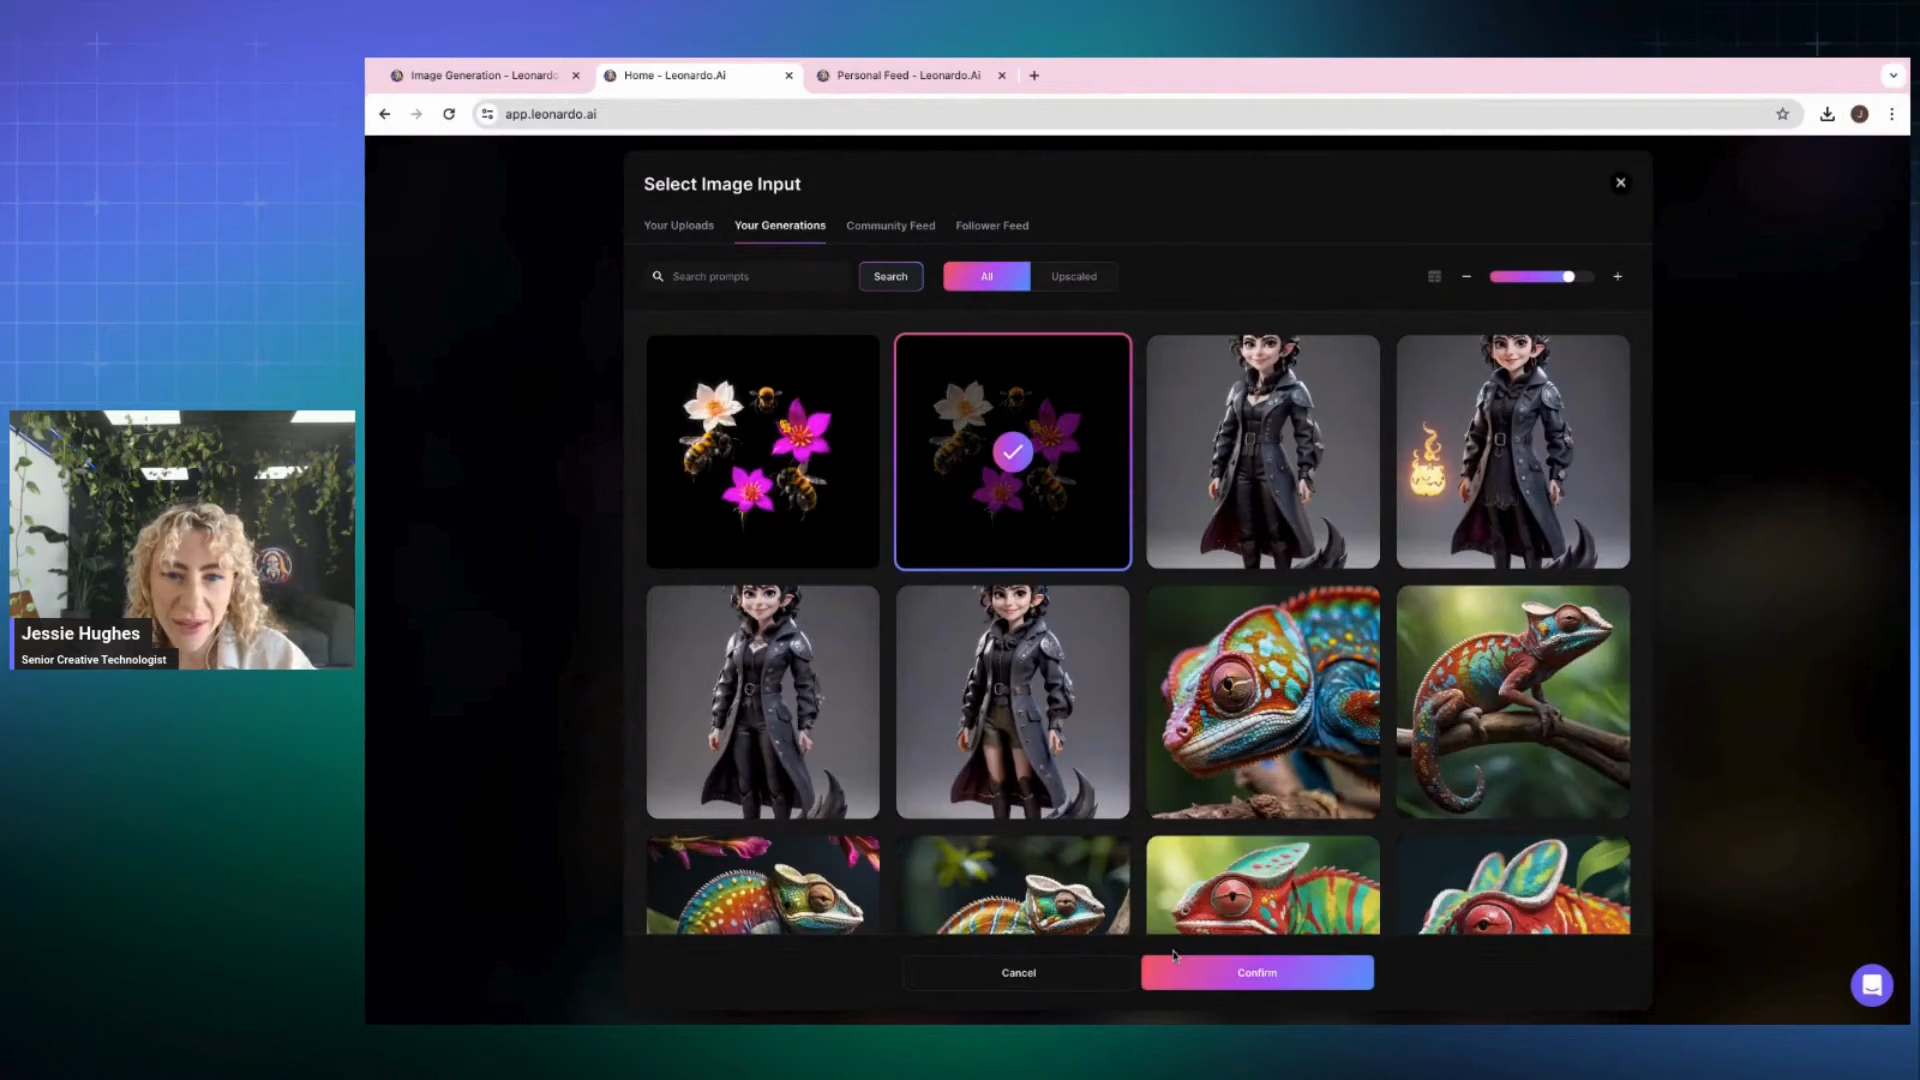 Image Generation - Leonardo
Home - Leonardo.Ai
Personal Feed - Leonardo.Ai
app.leonardo.ai
J
Select Image Input
Your Uploads
Your Generations
Community Feed
Follower Feed
Search prompts
Search
All
Upscaled
Jessie Hughes
Senior Creative Technologist
Cancel
Confirm